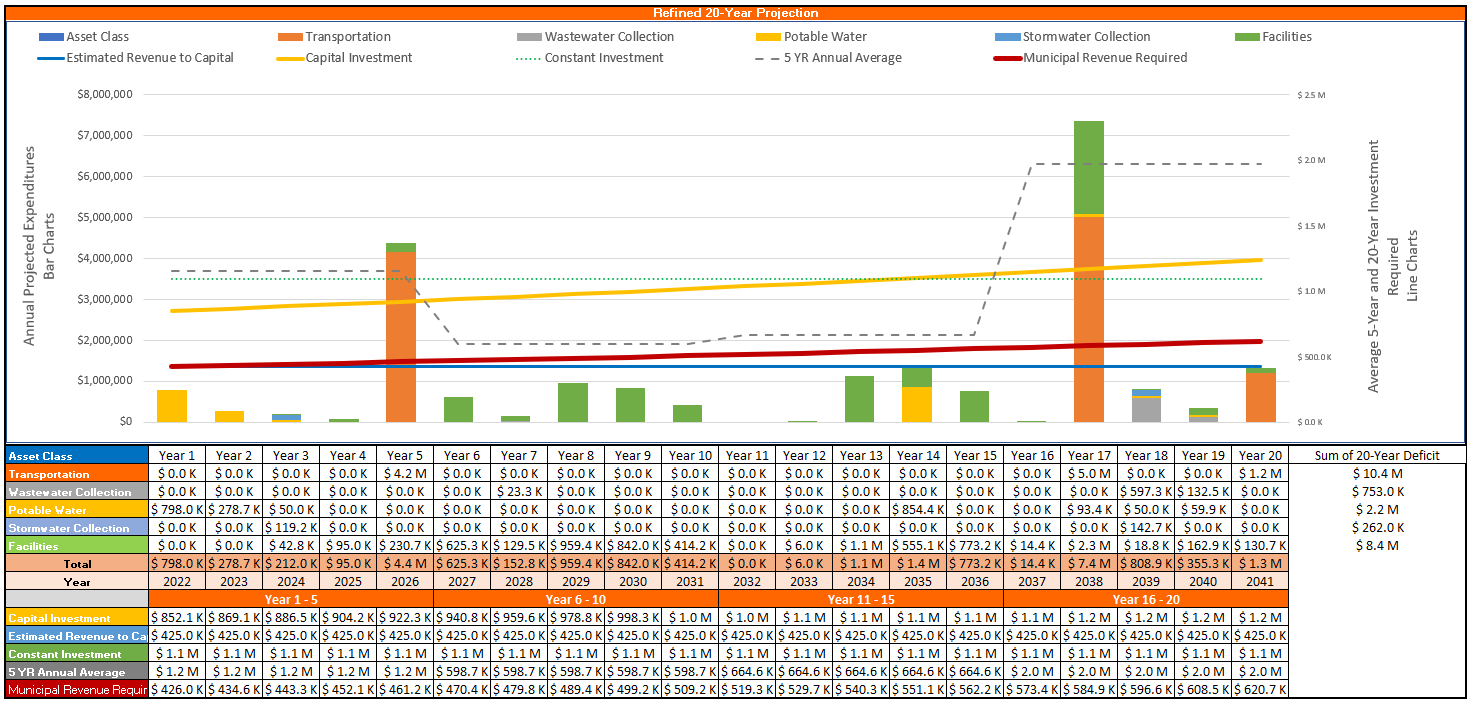 Refined 20-Year Projection
Asset Class Transportation Wastewater Collection Potable Water Stormwater Collection Facilities
Estimated Revenue to Capital Capital Investment Constant Investment 5 YR Annual Average Municipal Revenue Required
Annual Projected Expenditures
Bar Charts
$8,000,000
$7,000,000
$6,000,000
$5,000,000
$4,000,000
$3,000,000
$2,000,000
$1,000,000
$0
$ 2.5 M
$ 2.0 M
$ 1.5 M
$ 1.0 M
$ 500.0 K
$ 0.0 K
Average 5-Year and 20-Year Investment
Required
Line Charts
Asset Class Year 1 Year 2 Year 3 Year 4 Year 5 Year 6 Year 7 Year 8 Year 9 Year 10 Year 11 Year 12 Year 13 Year 14 Year 15 Year 16 Year 17 Year 18 Year 19 Year 20 Sum of 20-Year Deficit
Transportation $ 0.0 K $ 0.0 K $ 0.0 K $ 0.0 K $ 4.2 M $ 0.0 K $ 0.0 K $ 0.0 K $ 0.0 K $ 0.0 K $ 0.0 K $ 0.0 K $ 0.0 K $ 0.0 K $ 0.0 K $ 0.0 K $ 5.0 M $ 0.0 K $ 0.0 K $ 1.2 M $ 10.4 M
Wastewater Collection $ 0.0 K $ 0.0 K $ 0.0 K $ 0.0 K $ 0.0 K $ 0.0 K $ 23.3 K $ 0.0 K $ 0.0 K $ 0.0 K $ 0.0 K $ 0.0 K $ 0.0 K $ 0.0 K $ 0.0 K $ 0.0 K $ 0.0 K $ 597.3 K $ 132.5 K $ 0.0 K $ 753.0 K
Potable Water $ 798.0 K $ 278.7 K $ 50.0 K $ 0.0 K $ 0.0 K $ 0.0 K $ 0.0 K $ 0.0 K $ 0.0 K $ 0.0 K $ 0.0 K $ 0.0 K $ 0.0 K $ 854.4 K $ 0.0 K $ 0.0 K $ 93.4 K $ 50.0 K $ 59.9 K $ 0.0 K $ 2.2 M
Stormwater Collection $ 0.0 K $ 0.0 K $ 119.2 K $ 0.0 K $ 0.0 K $ 0.0 K $ 0.0 K $ 0.0 K $ 0.0 K $ 0.0 K $ 0.0 K $ 0.0 K $ 0.0 K $ 0.0 K $ 0.0 K $ 0.0 K $ 0.0 K $ 142.7 K $ 0.0 K $ 0.0 K $ 262.0 K
Facilities $ 0.0 K $ 0.0 K $ 42.8 K $ 95.0 K $ 230.7 K $ 625.3 K $ 129.5 K $ 959.4 K $ 842.0 K $ 414.2 K $ 0.0 K $ 6.0 K $ 1.1 M $ 555.1 K $ 773.2 K $ 14.4 K $ 2.3 M $ 18.8 K $ 162.9 K $ 130.7 K $ 8.4 M
Total $ 798.0 K $ 278.7 K $ 212.0 K $ 95.0 K $ 4.4 M $ 625.3 K $ 152.8 K $ 959.4 K $ 842.0 K $ 414.2 K $ 0.0 K $ 6.0 K $ 1.1 M $ 1.4 M $ 773.2 K $ 14.4 K $ 7.4 M $ 808.9 K $ 355.3 K $ 1.3 M
Year 2022 2023 2024 2025 2026 2027 2028 2029 2030 2031 2032 2033 2034 2035 2036 2037 2038 2039 2040 2041
Year 1 - 5 Year 6 - 10 Year 11 - 15 Year 16 - 20
Capital Investment $ 852.1 K $ 869.1 K $ 886.5 K $ 904.2 K $ 922.3 K $ 940.8 K $ 959.6 K $ 978.8 K $ 998.3 K $ 1.0 M $ 1.0 M $ 1.1 M $ 1.1 M $ 1.1 M $ 1.1 M $ 1.1 M $ 1.2 M $ 1.2 M $ 1.2 M $ 1.2 M
Estimated Revenue to Ca $ 425.0 K $ 425.0 K $ 425.0 K $ 425.0 K $ 425.0 K $ 425.0 K $ 425.0 K $ 425.0 K $ 425.0 K $ 425.0 K $ 425.0 K $ 425.0 K $ 425.0 K $ 425.0 K $ 425.0 K $ 425.0 K $ 425.0 K $ 425.0 K $ 425.0 K $ 425.0 K
Constant Investment $ 1.1 M $ 1.1 M $ 1.1 M $ 1.1 M $ 1.1 M $ 1.1 M $ 1.1 M $ 1.1 M $ 1.1 M $ 1.1 M $ 1.1 M $ 1.1 M $ 1.1 M $ 1.1 M $ 1.1 M $ 1.1 M $ 1.1 M $ 1.1 M $ 1.1 M $ 1.1 M
5 YR Annual Average $ 1.2 M $ 1.2 M $ 1.2 M $ 1.2 M $ 1.2 M $ 598.7 K $ 598.7 K $ 598.7 K $ 598.7 K $ 598.7 K $ 664.6 K $ 664.6 K $ 664.6 K $ 664.6 K $ 664.6 K $ 2.0 M $ 2.0 M $ 2.0 M $ 2.0 M $ 2.0 M
Municipal Revenue Requir $ 426.0 K $ 434.6 K $ 443.3 K $ 452.1 K $ 461.2 K $ 470.4 K $ 479.8 K $ 489.4 K $ 499.2 K $ 509.2 K $ 519.3 K $ 529.7 K $ 540.3 K $ 551.1 K $ 562.2 K $ 573.4 K $ 584.9 K $ 596.6 K $ 608.5 K $ 620.7 K